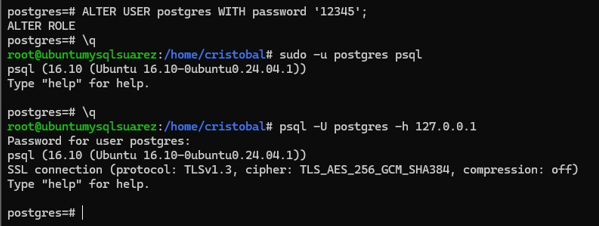 postgres=# ALTER USER postgres WITH password '12345';
ALTER ROLE
postgres=# \q
root@ubuntumysqlsuarez:/home/cristobal# sudo -u postgres psql
psql (16.10 (Ubuntu 16.10-0ubuntu0.24.04.1))
Type "help" for help.
postgres=# \q
root@ubuntumysqlsuarez:/home/cristobal# psql -U postgres -h 127.0.0.1
Password for user postgres:
psql (16.10 (Ubuntu 16.10-0ubuntu0.24.04.1))
SSL connection (protocol: TLSv1.3, cipher: TLS_AES_256_GCM_SHA384, compression: off)
Type "help" for help.
postgres=#